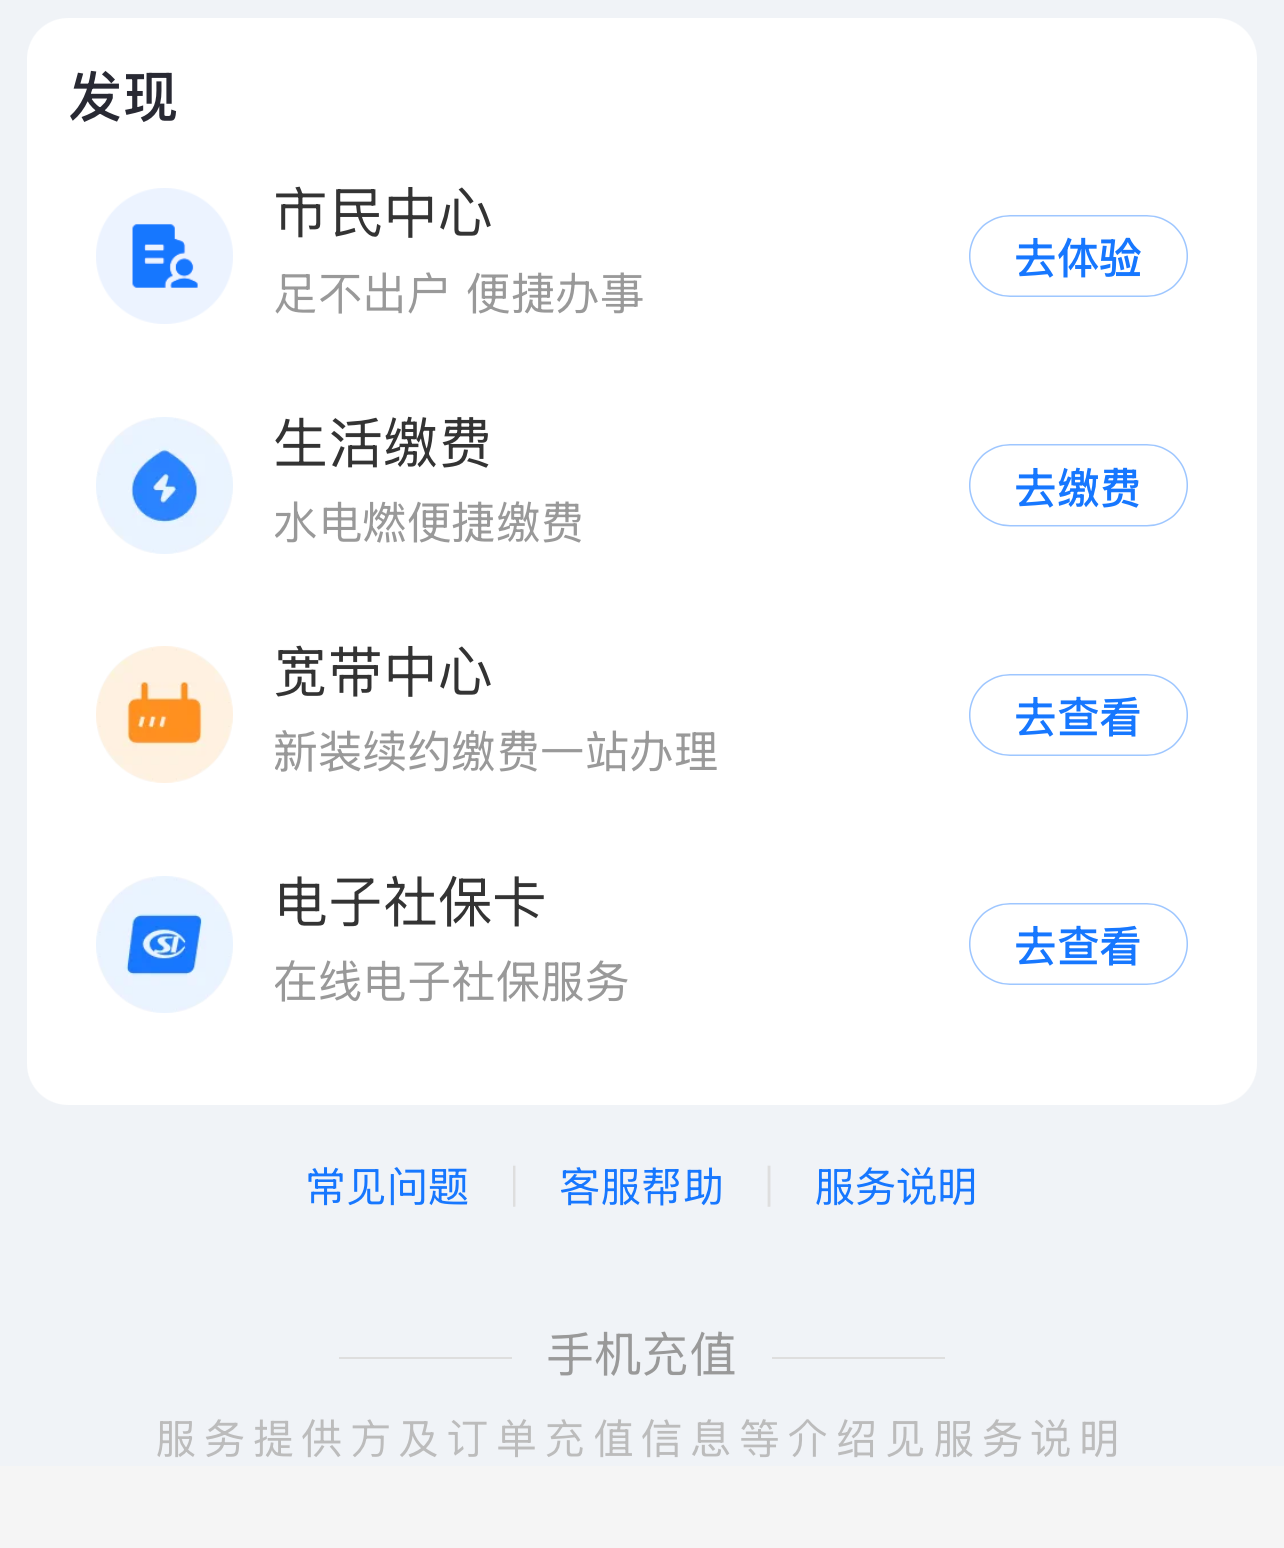 发现
市民中心
足不出户 便捷办事
去体验
生活缴费
水电燃便捷缴费
去缴费
宽带中心
新装续约缴费一站办理
去查看
电子社保卡
在线电子社保服务
去查看
常见问题 客服帮助 服务说明
手机充值
服务提供方及订单充值信息等介绍见服务说明